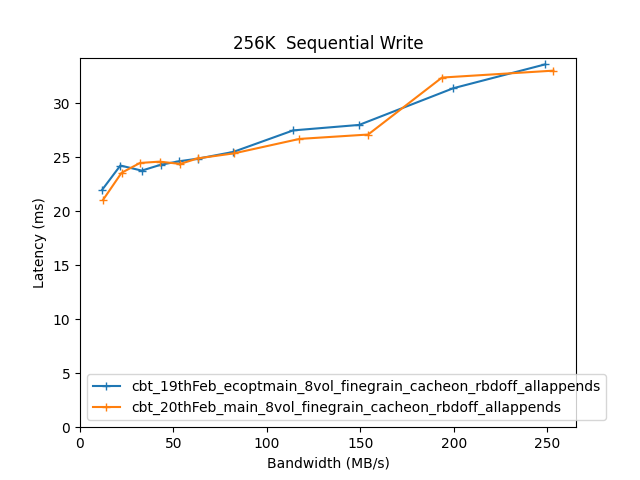 256K  Sequential Write
Latency (ms)
30
25
20
15
10
5
0
0 50 100 150 200 250
Bandwidth (MB/s)
cbt_19thFeb_ecoptmain_8vol_finegrain_cacheon_rbdoff_allappends
cbt_20thFeb_main_8vol_finegrain_cacheon_rbdoff_allappends